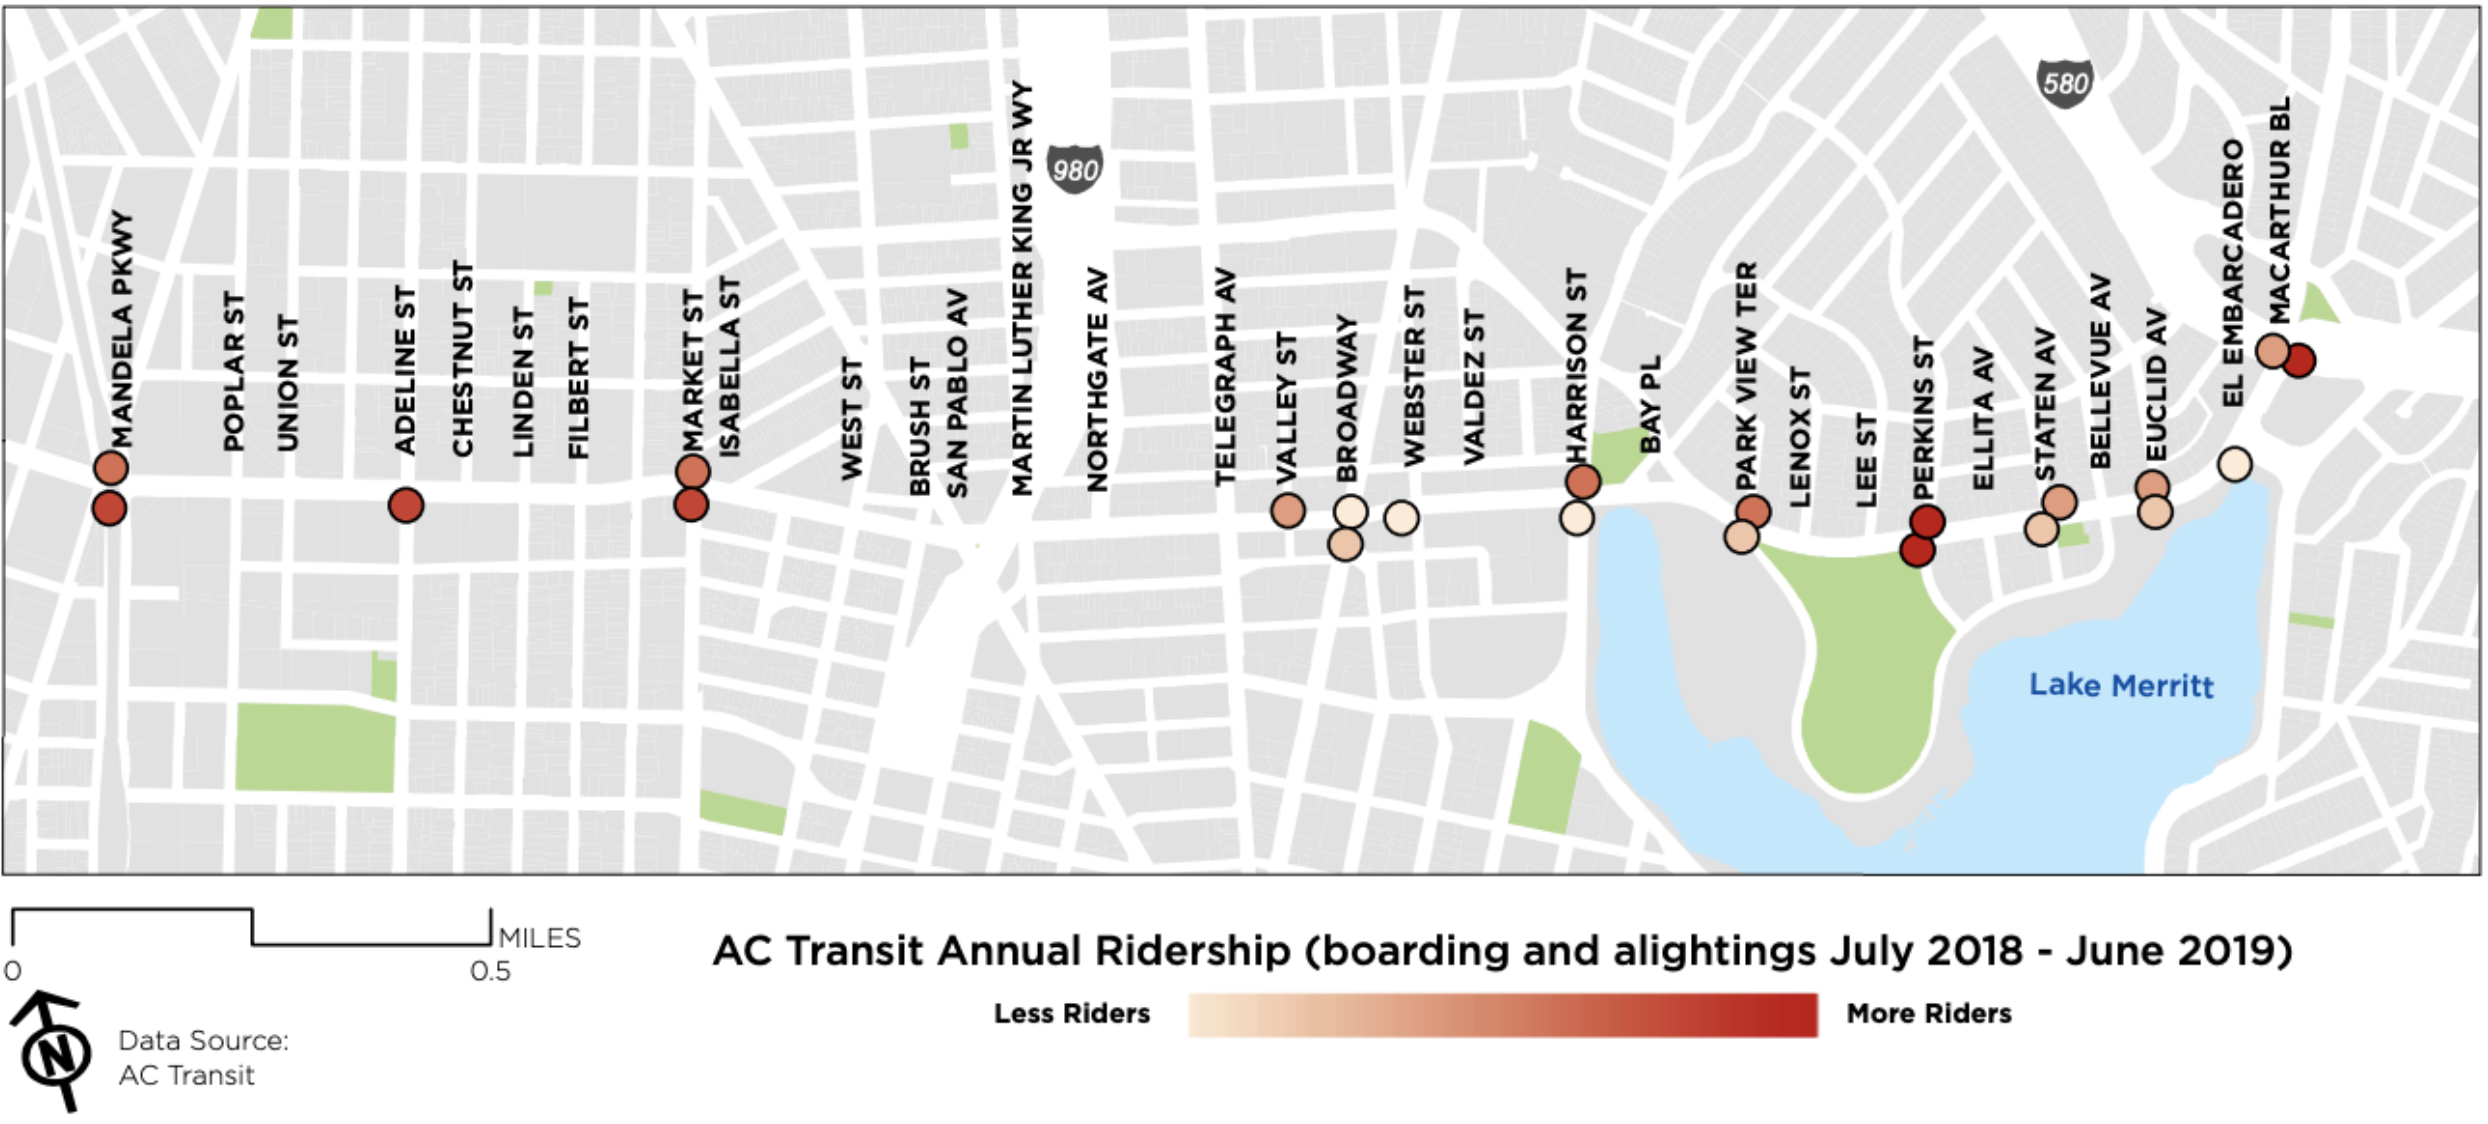 MANDELA PKWY
POPLAR ST
UNION ST
ADELINE ST
CHESTNUT ST
LINDEN ST
FILBERT ST
MARKET ST
ISABELLA ST
WEST ST
BRUSH ST
SAN PABLO AV
MARTIN LUTHER KING JR WY
980
NORTHGATE AV
TELEGRAPH AV
VALLEY ST
BROADWAY
WEBSTER ST
VALDEZ ST
HARRISON ST
BAY PL
PARK VIEW TER
LENOX ST
LEE ST
PERKINS ST
ELLITA AV
STATEN AV
BELLEVUE AV
EUCLID AV
580
EL EMBARCADERO
MACARTHUR BL
Lake Merritt
MILES
0 0.5
N
Data Source:
AC Transit
AC Transit Annual Ridership (boarding and alightings July 2018 - June 2019)
Less Riders More Riders